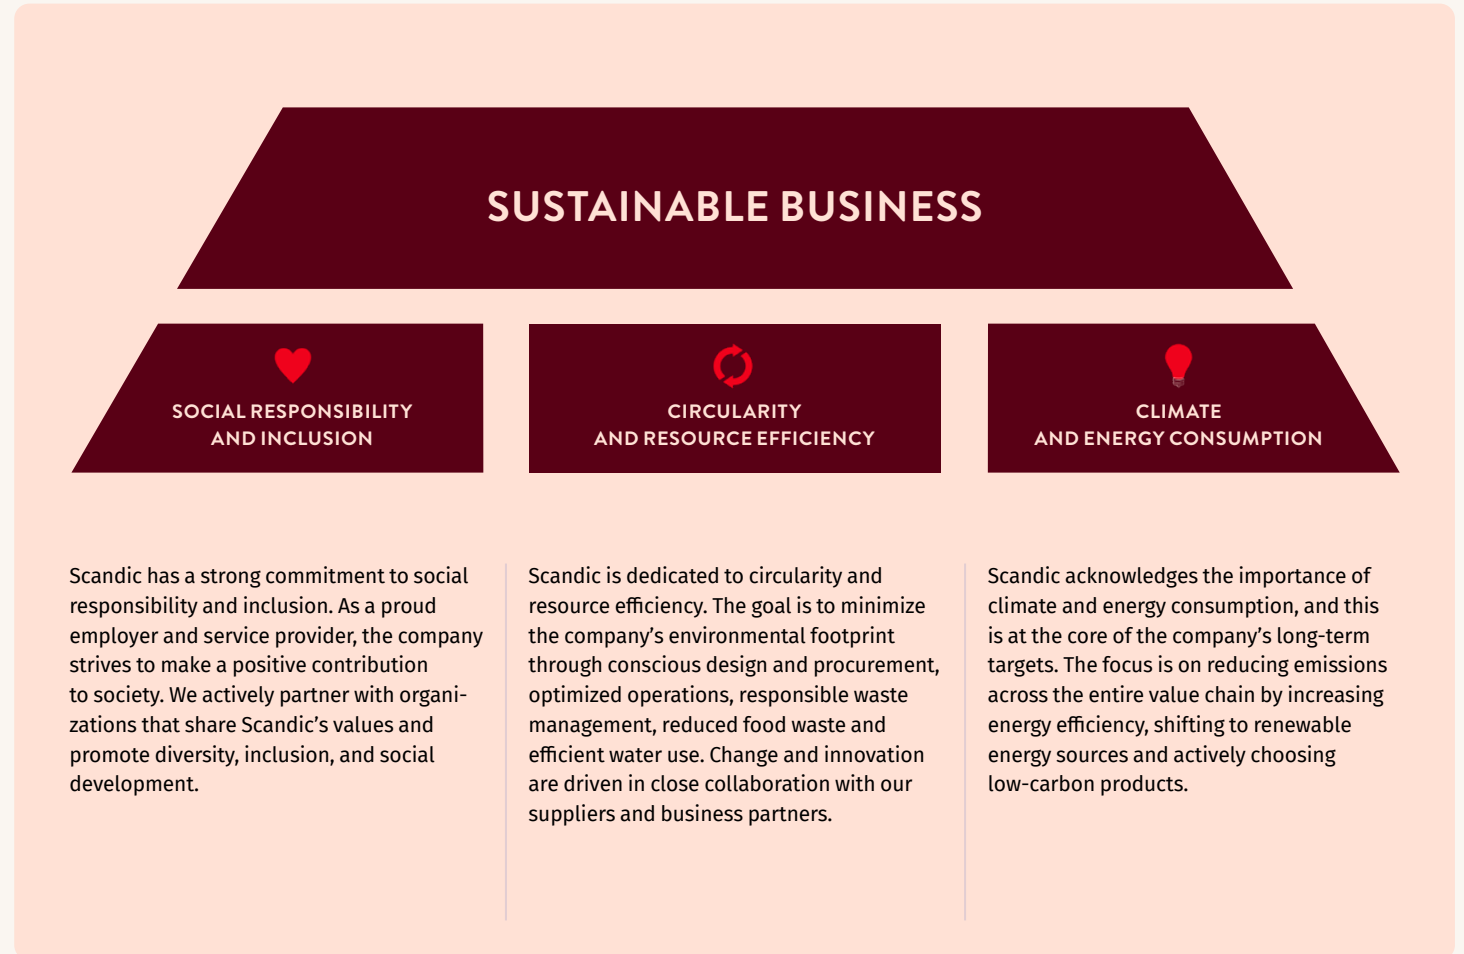 SUSTAINABLE BUSINESS
SOCIAL RESPONSIBILITY
AND INCLUSION
CIRCULARITY
AND RESOURCE EFFICIENCY
CLIMATE
AND ENERGY CONSUMPTION
Scandic has a strong commitment to social
responsibility and inclusion. As a proud
employer and service provider, the company
strives to make a positive contribution
to society. We actively partner with organi-
zations that share Scandic’s values and
promote diversity, inclusion, and social
development.
Scandic is dedicated to circularity and
resource efficiency. The goal is to minimize
the company’s environmental footprint
through conscious design and procurement,
optimized operations, responsible waste
management, reduced food waste and
efficient water use. Change and innovation
are driven in close collaboration with our
suppliers and business partners.
Scandic acknowledges the importance of
climate and energy consumption, and this
is at the core of the company’s long-term
targets. The focus is on reducing emissions
across the entire value chain by increasing
energy efficiency, shifting to renewable
energy sources and actively choosing
low-carbon products.